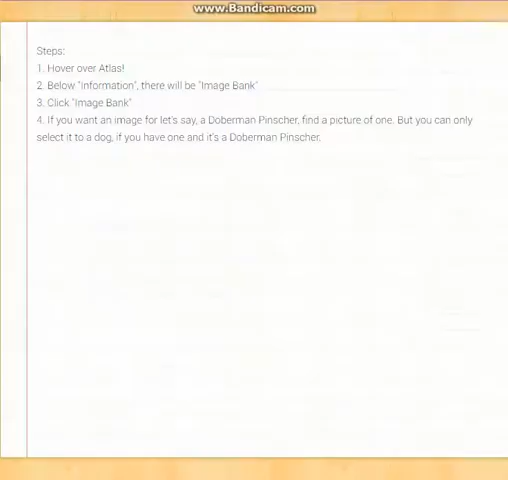 www.Bandicam.com
Steps:
1. Hover over Atlas!
2. Below "Information", there will be "Image Bank"
3. Click "Image Bank"
4. If you want an image for let's say, a Doberman Pinscher, find a picture of one. But you can only
select it to a dog, if you have one and it's a Doberman Pinscher.